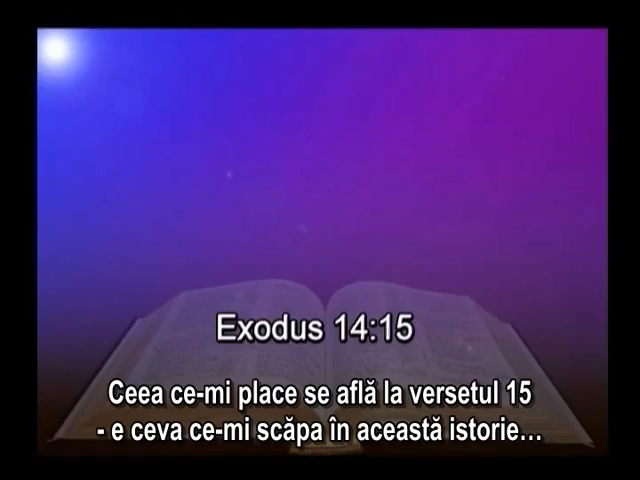 Exodus 14:15
Ceea ce-mi place se află la versetul 15
- e ceva ce-mi scăpa în această istorie…